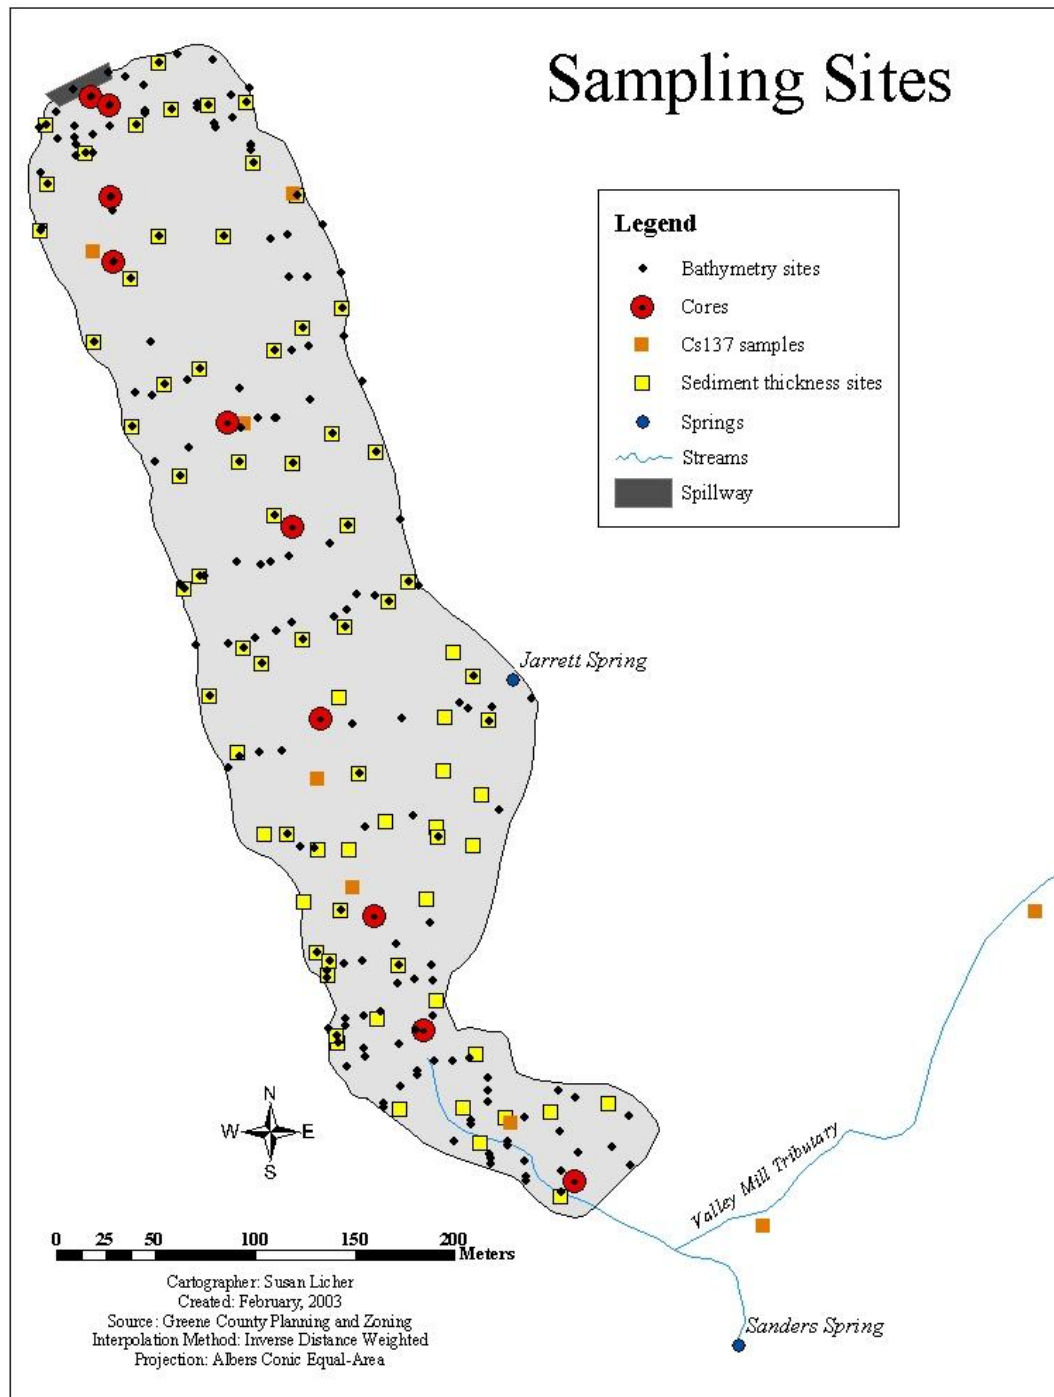 Sampling Sites
Legend
Bathymetry sites
Cores
Cs137 samples
Sediment thickness sites
Springs
Streams
Spillway
Jarrett Spring
Valley Mill Tributary
Sanders Spring
N
W E
S
0 25 50 100 150 200
Meters
Cartographer: Susan Licher
Created: February, 2003
Source: Greene County Planning and Zoning
Interpolation Method: Inverse Distance Weighted
Projection: Albers Conic Equal-Area